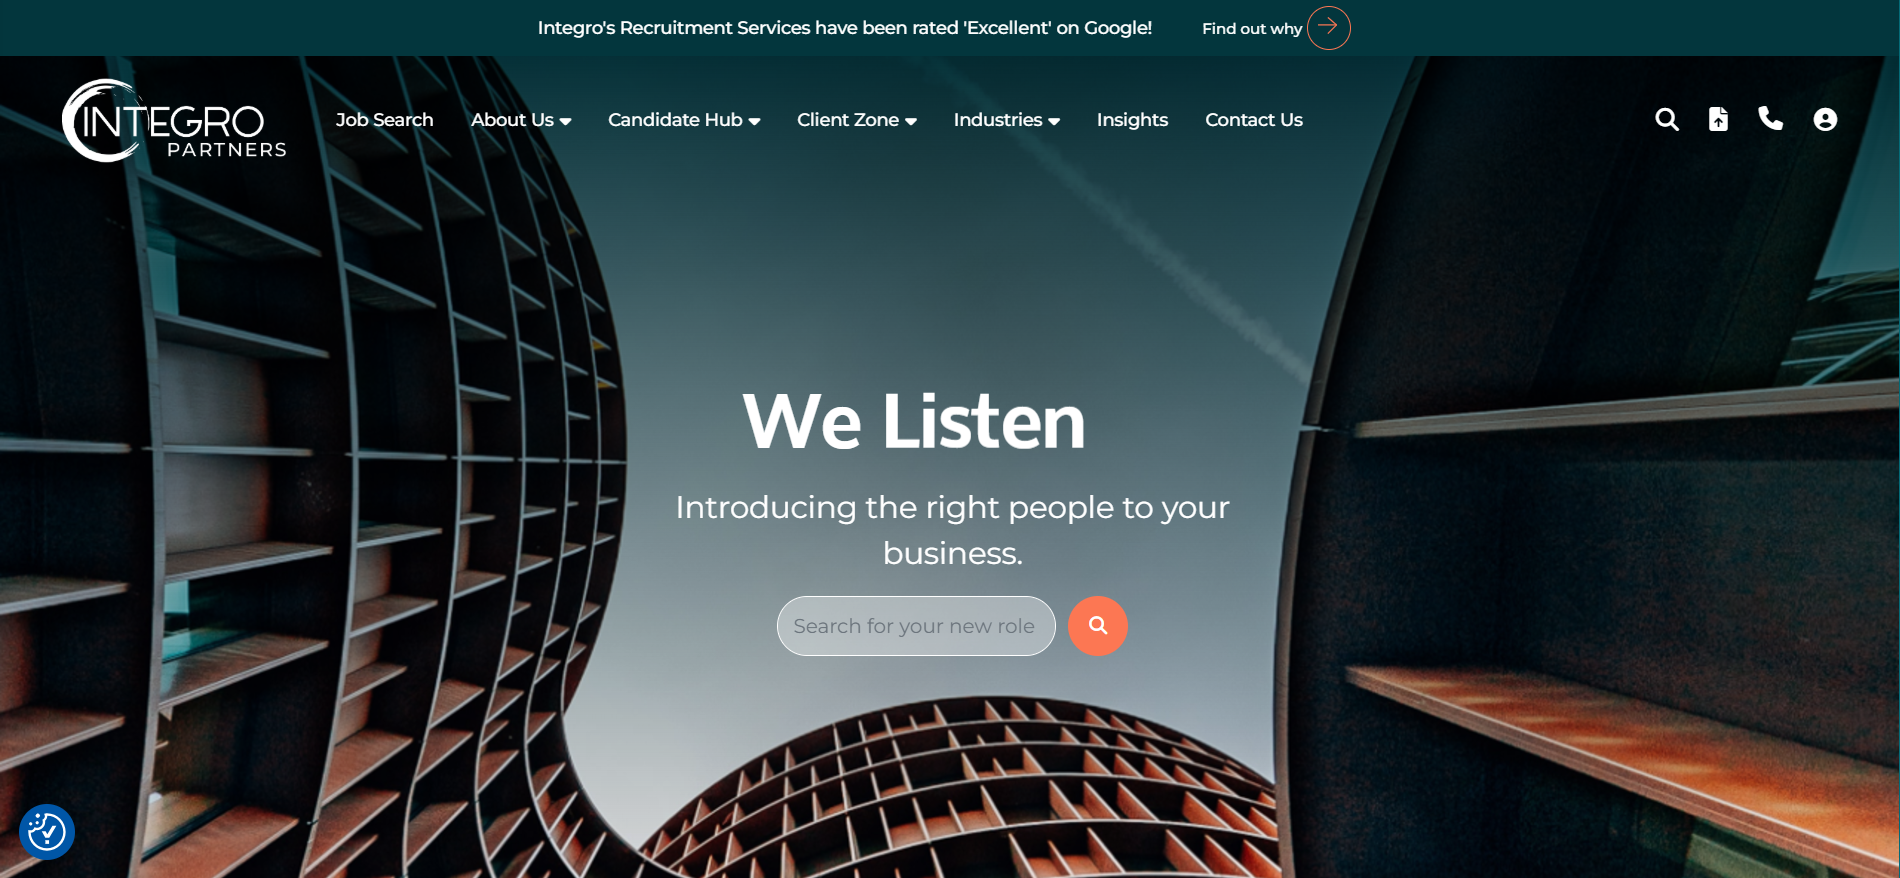 Integro's Recruitment Services have been rated 'Excellent' on Google!
Find out why
INTEGRO
PARTNERS
Job Search
About Us
Candidate Hub
Client Zone
Industries
Insights
Contact Us
We Listen
Introducing the right people to your
business.
Search for your new role